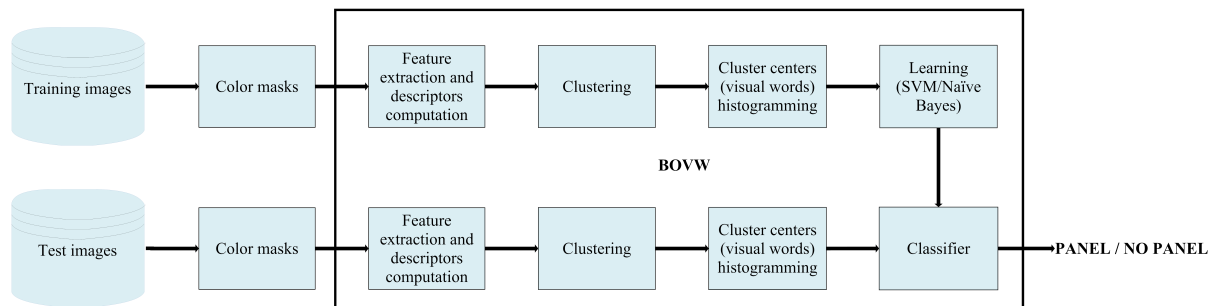 Training images
Color masks
Feature
extraction and
descriptors
computation
Clustering
Cluster centers
(visual words)
histogramming
Learning
(SVM/Naïve
Bayes)
BOVW
Test images
Color masks
Feature
extraction and
descriptors
computation
Clustering
Cluster centers
(visual words)
histogramming
Classifier
PANEL / NO PANEL